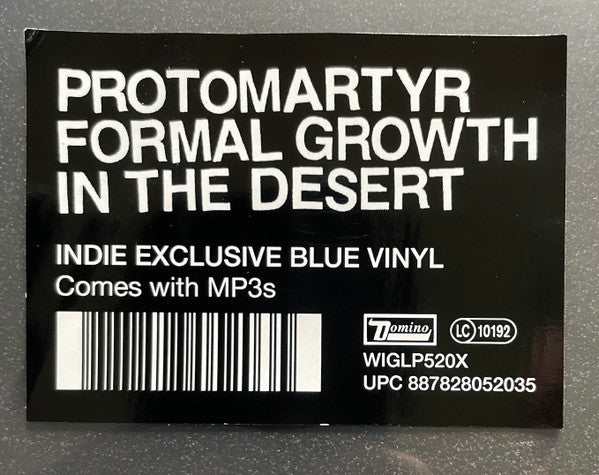 PROTOMARTYR
FORMAL GROWTH
IN THE DESERT
INDIE EXCLUSIVE BLUE VINYL
Comes with MP3s
Domino
LC 10192
WIGLP520X
UPC 887828052035